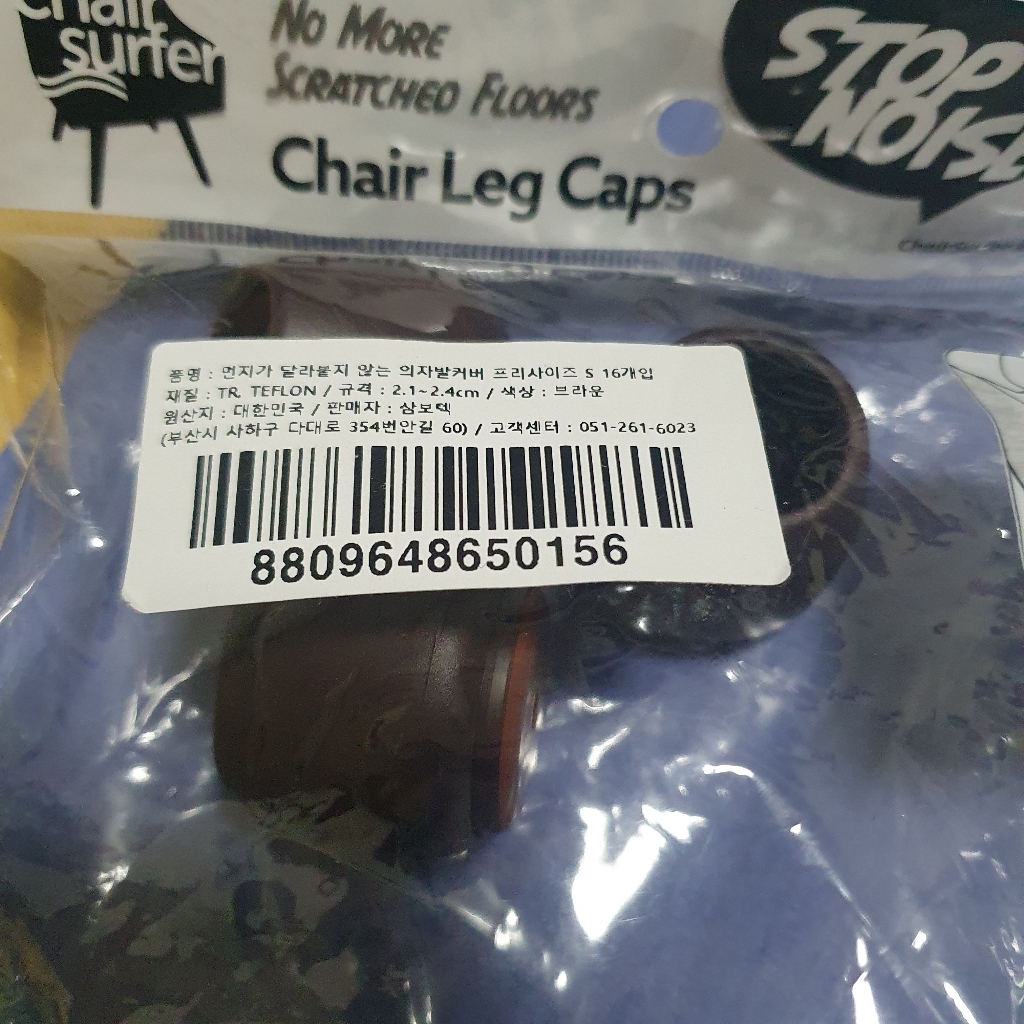 chair
surfer
NO MORE
SCRATCHED FLOORS
Chair Leg Caps
STOP
NOISE
품명 : 먼지가 달라붙지 않는 의자발커버 프리사이즈 S 16개입
재질 : TR, TEFLON / 규격 : 2.1~2.4cm / 색상 : 브라운
원산지 : 대한민국 / 판매자 : 삼보텍
(부산시 사하구 다대로 354번안길 60) / 고객센터 : 051-261-6023
8809648650156